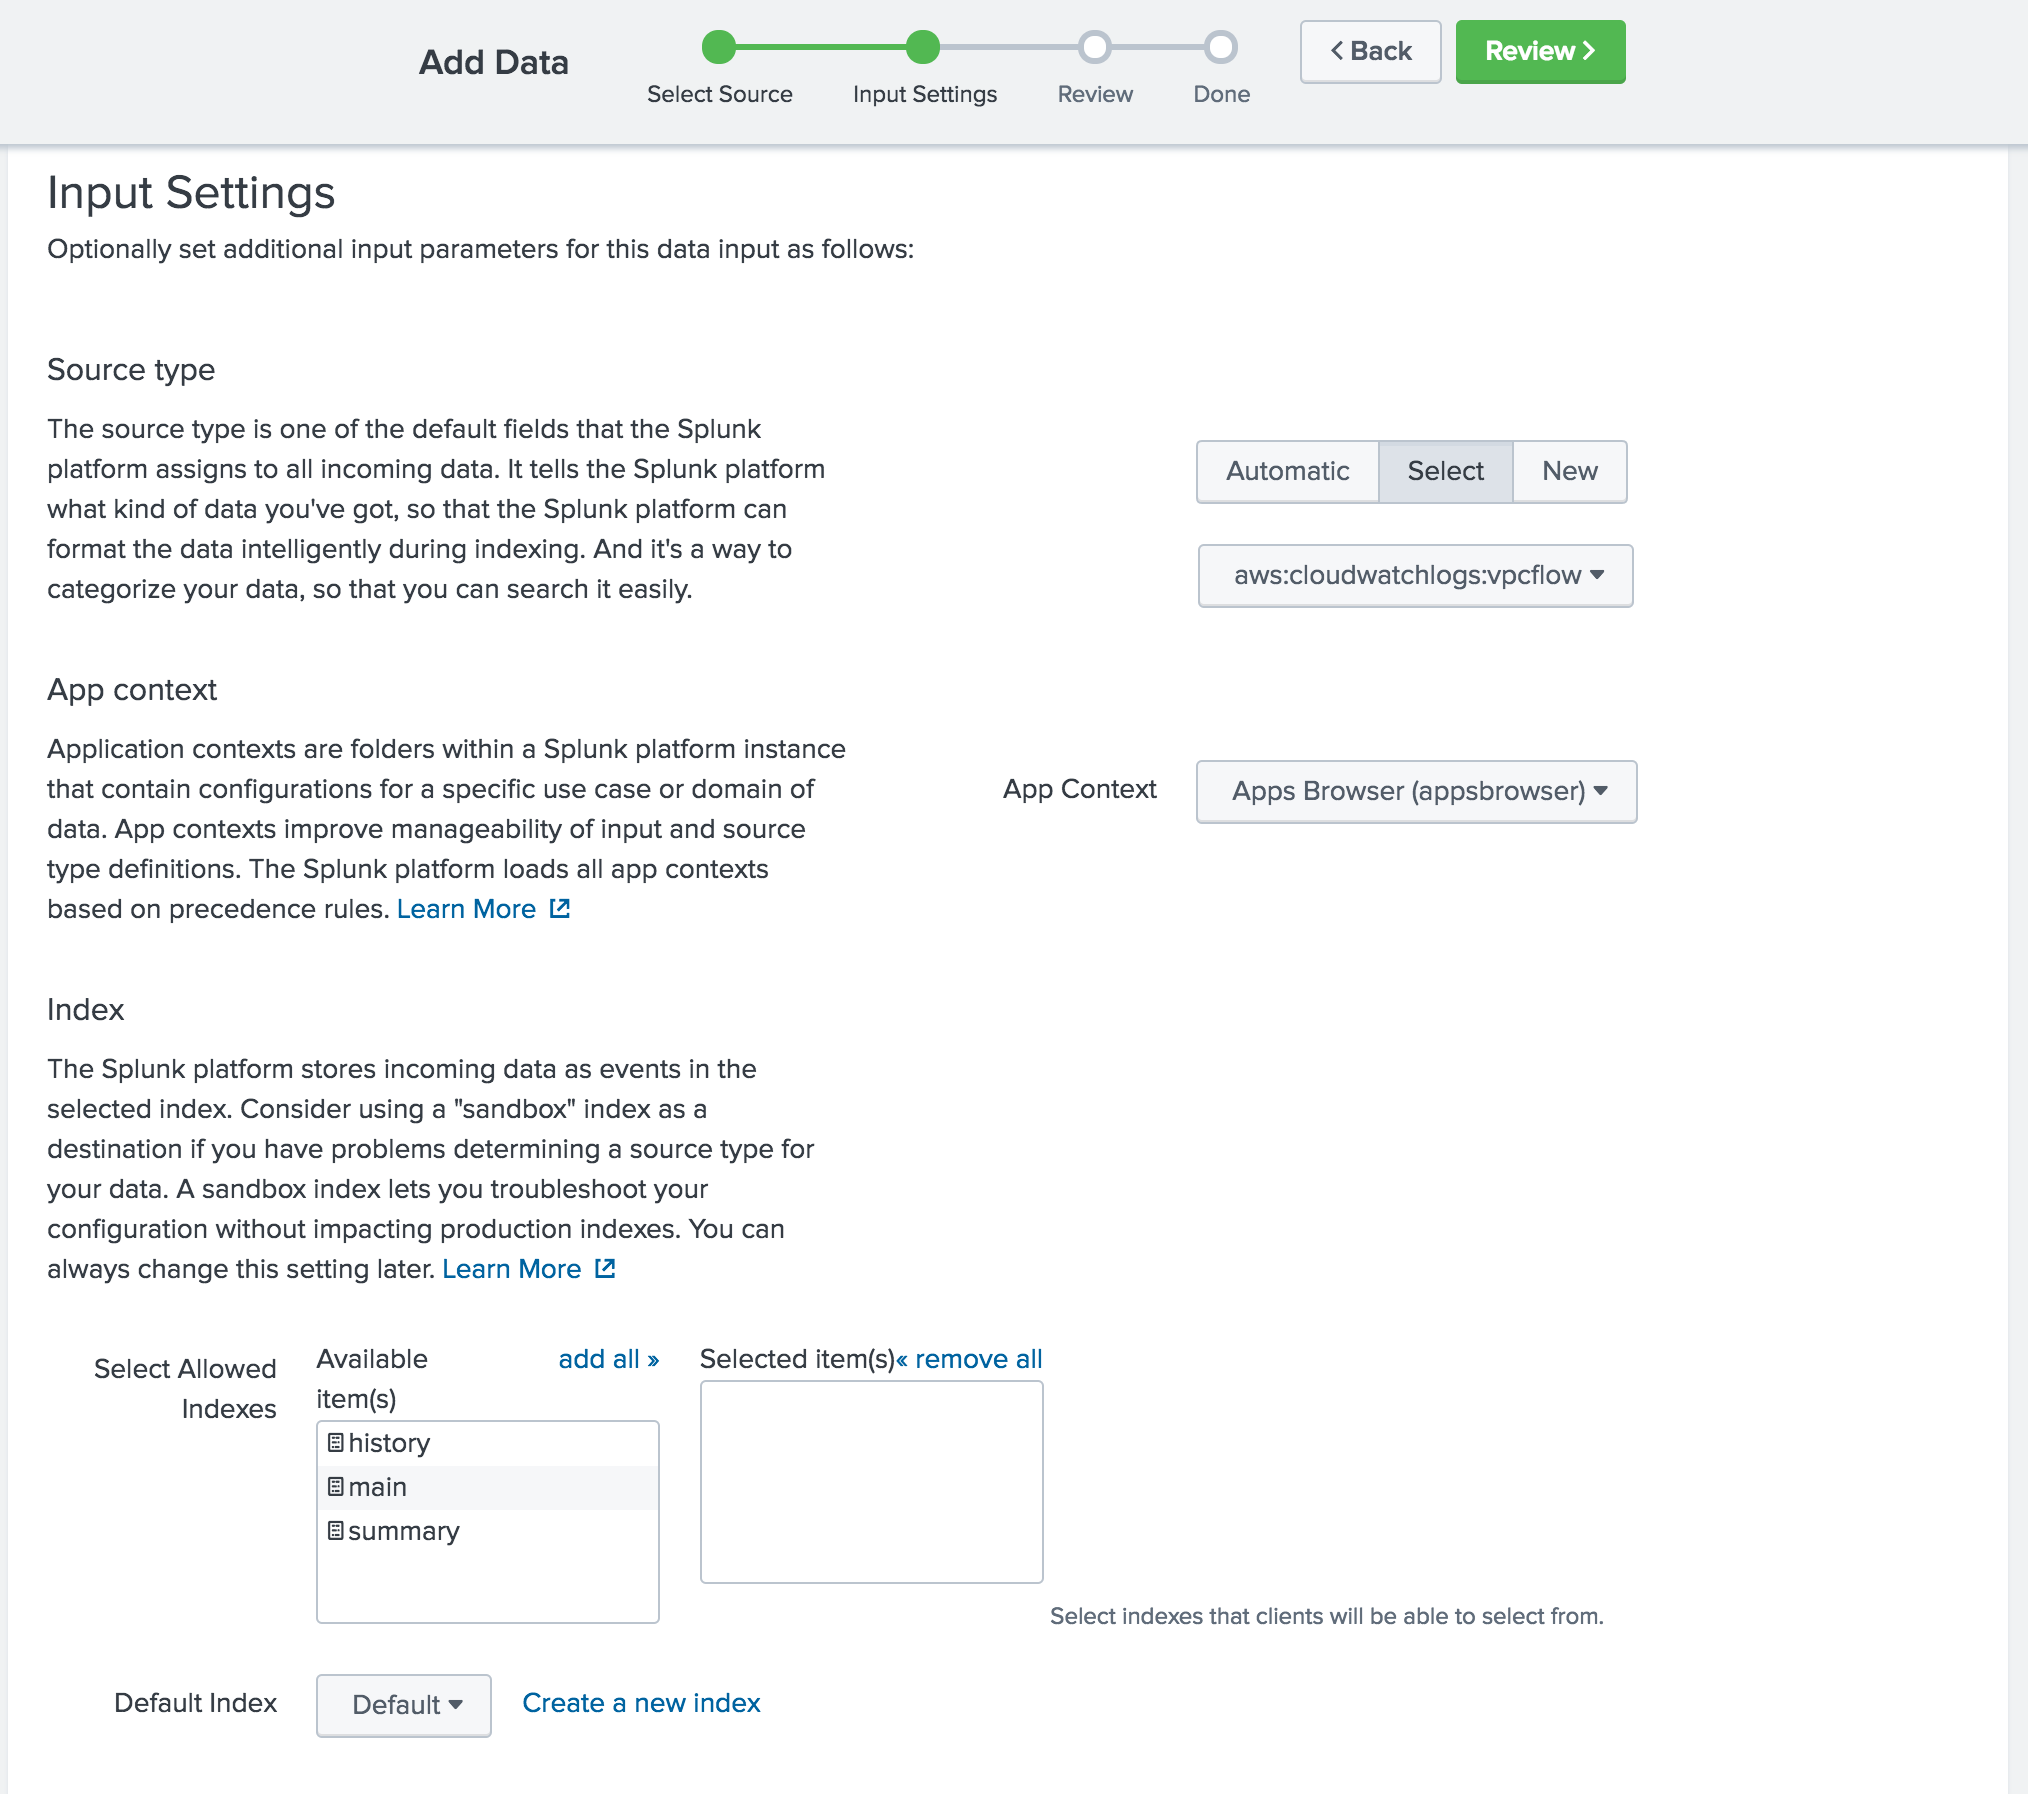 Add Data
Select Source
Input Settings
Review
Done
Back
Review
Input Settings
Optionally set additional input parameters for this data input as follows:
Source type
The source type is one of the default fields that the Splunk
platform assigns to all incoming data. It tells the Splunk platform
what kind of data you've got, so that the Splunk platform can
format the data intelligently during indexing. And it's a way to
categorize your data, so that you can search it easily.
Automatic
Select
New
aws:cloudwatchlogs:vpcflow
App context
Application contexts are folders within a Splunk platform instance
that contain configurations for a specific use case or domain of
data. App contexts improve manageability of input and source
type definitions. The Splunk platform loads all app contexts
based on precedence rules. Learn More
App Context
Apps Browser (appsbrowser)
Index
The Splunk platform stores incoming data as events in the
selected index. Consider using a "sandbox" index as a
destination if you have problems determining a source type for
your data. A sandbox index lets you troubleshoot your
configuration without impacting production indexes. You can
always change this setting later. Learn More
Select Allowed
Indexes
Available
item(s)
add all »
Selected item(s)
« remove all
history
main
summary
Select indexes that clients will be able to select from.
Default Index
Default
Create a new index